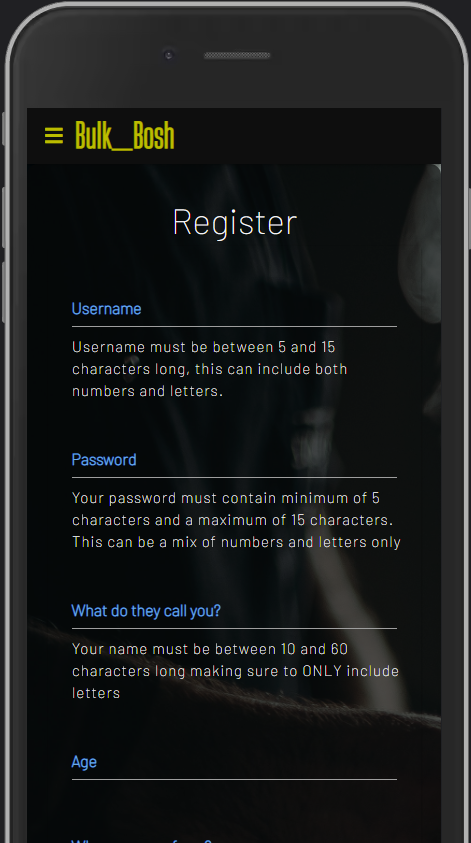 Bulk_Bosh
Register
Username
Username must be between 5 and 15
characters long, this can include both
numbers and letters.
Password
Your password must contain minimum of 5
characters and a maximum of 15 characters.
This can be a mix of numbers and letters only
What do they call you?
Your name must be between 10 and 60
characters long making sure to ONLY include
letters
Age